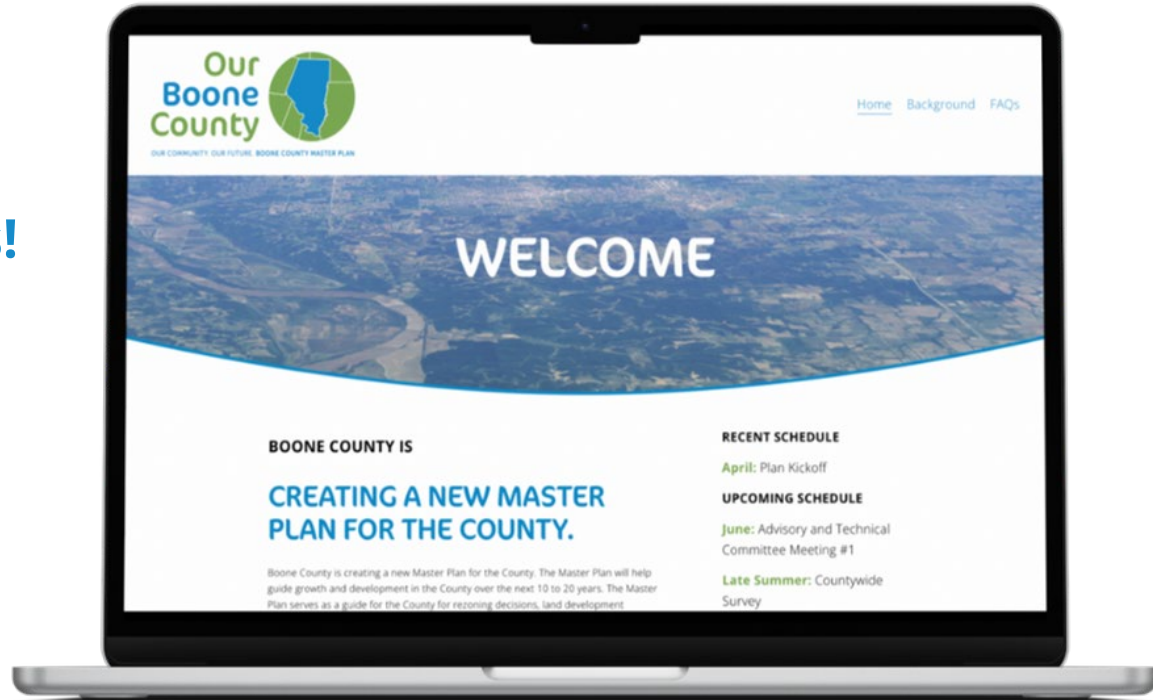 Our
Boone
County
OUR COMMUNITY. OUR FUTURE. BOONE COUNTY MASTER PLAN
Home Background FAQs
!
WELCOME
BOONE COUNTY IS
CREATING A NEW MASTER
PLAN FOR THE COUNTY.
Boone County is creating a new Master Plan for the County. The Master Plan will help
guide growth and development in the County over the next 10 to 20 years. The Master
Plan serves as a guide for the County for rezoning decisions, land development
RECENT SCHEDULE
April: Plan Kickoff
UPCOMING SCHEDULE
June: Advisory and Technical
Committee Meeting #1
Late Summer: Countywide
Survey